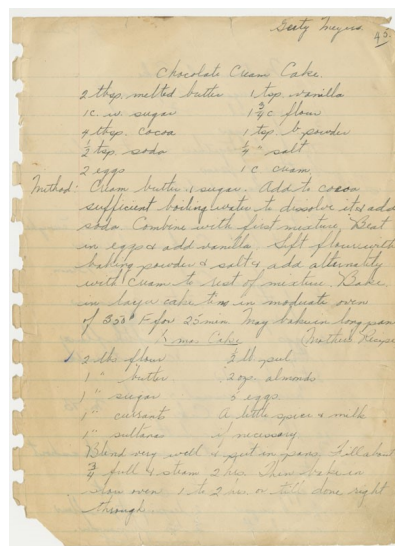 Betty Meyers
45.
Chocolate Cream Cake.
2 tbsp. melted butter 1 tsp. vanilla
1 c. w. sugar 1 3/4 c flour
4 tbsp. cocoa 1 tsp. b. powder
1/2 tsp. soda 1/4 " salt
2 eggs 1 c cream
Method: Cream butter & sugar. Add to cocoa
sufficient boiling water to dissolve it & add
soda. Combine with first mixture. Beat
in eggs & add vanilla. Sift flour with
baking powder & salt & add alternately
with cream to rest of mixture. Bake
in layer cake tins in moderate oven
of 350° F for 25 min May bake in long pan
Xmas Cake (Mother's Recipe
2 lbs flour 1/2 lb. peel
1 " butter 2 oz. almonds
1 " sugar eggs
1 " currant A little spice & milk
1 " sultana if necessary
Blend very well & put in pans. Fill about
3/4 full & steam 2 hrs. Then bake in
slow oven 1 to 2 hrs. or till done right
through.